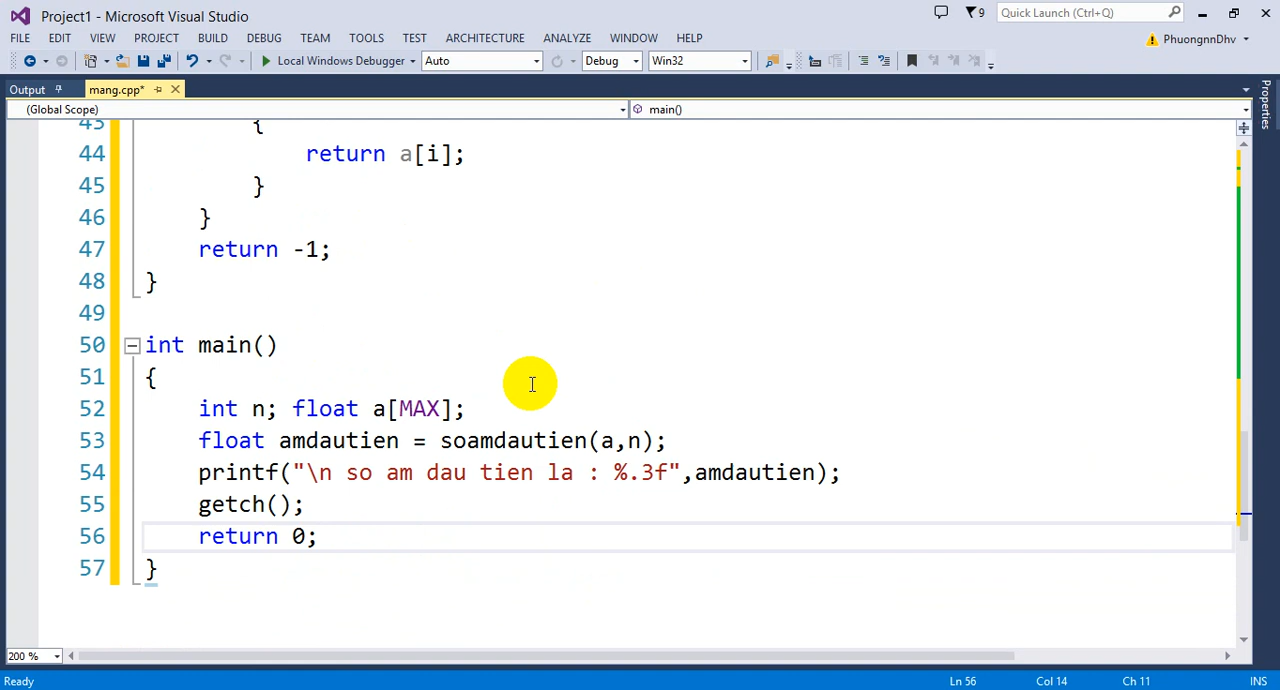 Project1 - Microsoft Visual Studio
9
Quick Launch (Ctrl+Q)
FILE EDIT VIEW PROJECT BUILD DEBUG TEAM TOOLS TEST ARCHITECTURE ANALYZE WINDOW HELP
PhuongnnDhv
Local Windows Debugger Auto Debug Win32
Output mang.cpp*
Properties
(Global Scope) main()
43 {
44 return a[i];
45 }
46 }
47 return -1;
48 }
49
50 int main()
51 {
52 int n; float a[MAX];
53 float amdautien = soamdautien(a,n);
54 printf("\n so am dau tien la : %.3f",amdautien);
55 getch();
56 return 0;
57 }
200 %
Ready Ln 56 Col 14 Ch 11 INS